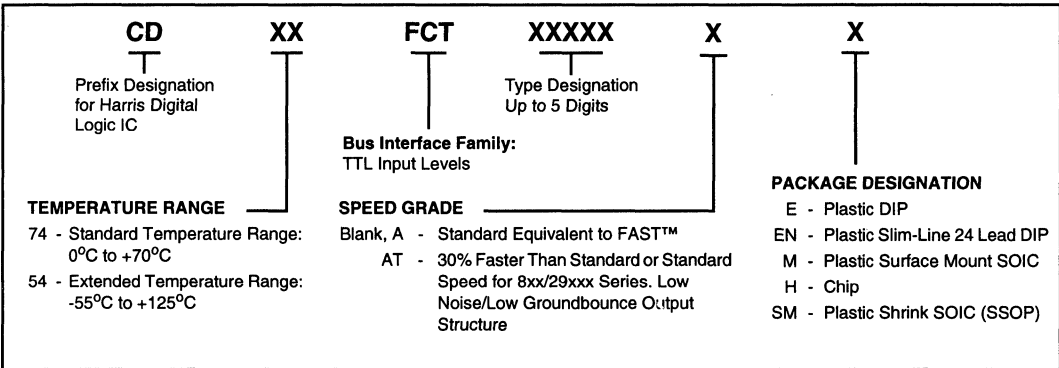 CD XX FCT XXXXX X X
Prefix Designation
for Harris Digital
Logic IC
Type Designation
Up to 5 Digits
Bus Interface Family:
TTL Input Levels
TEMPERATURE RANGE
74 - Standard Temperature Range:
0°C to +70°C
54 - Extended Temperature Range:
-55°C to +125°C
SPEED GRADE
Blank, A - Standard Equivalent to FAST™
AT - 30% Faster Than Standard or Standard
Speed for 8xx/29xxx Series. Low
Noise/Low Groundbounce Output
Structure
PACKAGE DESIGNATION
E - Plastic DIP
EN - Plastic Slim-Line 24 Lead DIP
M - Plastic Surface Mount SOIC
H - Chip
SM - Plastic Shrink SOIC (SSOP)